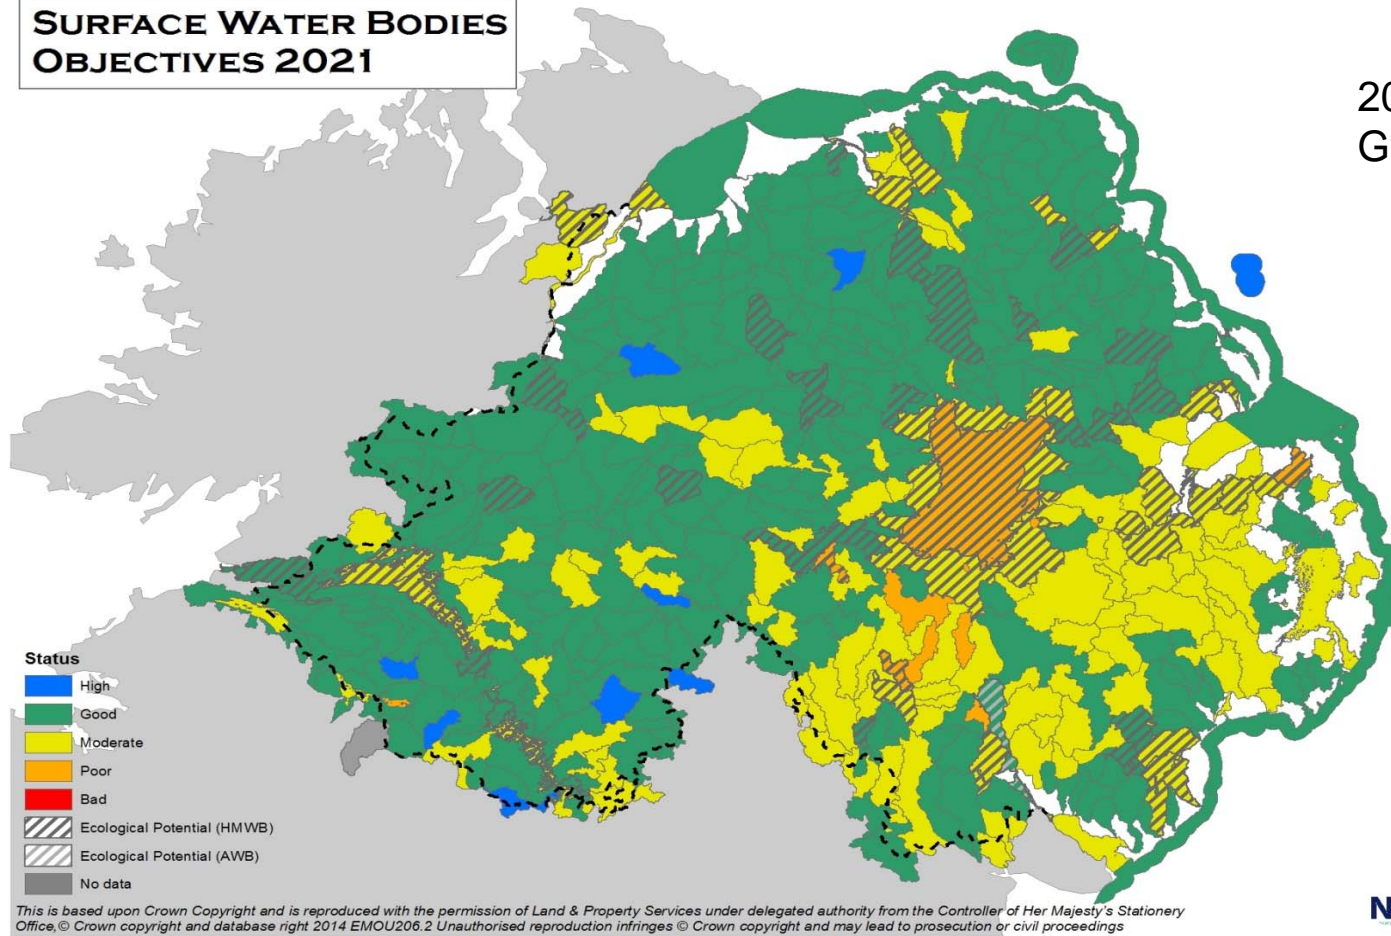 SURFACE WATER BODIES
OBJECTIVES 2021
20
G
Status
High
Good
Moderate
Poor
Bad
Ecological Potential (HMWB)
Ecological Potential (AWB)
No data
This is based upon Crown Copyright and is reproduced with the permission of Land & Property Services under delegated authority from the Controller of Her Majesty's Stationery
Office,© Crown copyright and database right 2014 EMOU206.2 Unauthorised reproduction infringes © Crown copyright and may lead to prosecution or civil proceedings
N